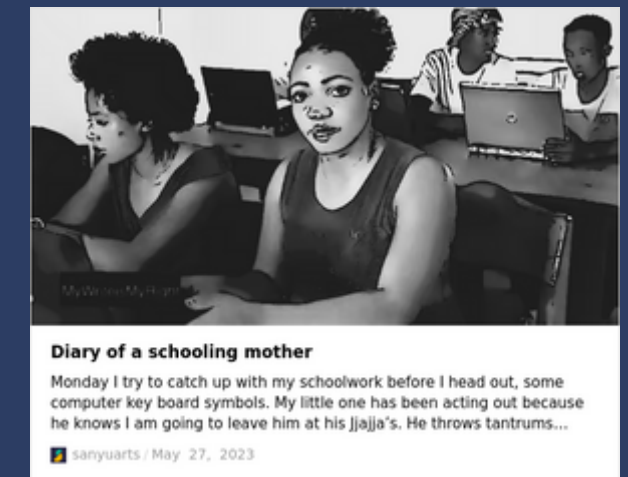 MyWritesMyRight
Diary of a schooling mother
Monday I try to catch up with my schoolwork before I head out, some
computer key board symbols. My little one has been acting out because
he knows I am going to leave him at his Jjajja's. He throws tantrums...
sanyuarts / May 27, 2023